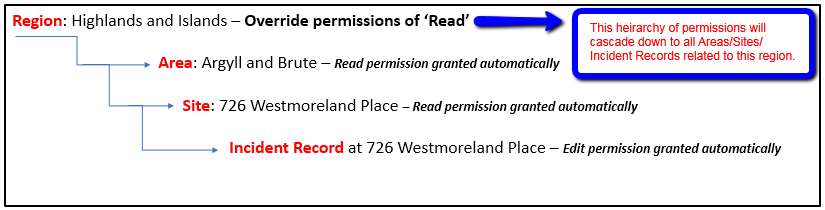 Region: Highlands and Islands – Override permissions of ‘Read’
This heirarchy of permissions will
cascade down to all Areas/Sites/
Incident Records related to this region.
Area: Argyll and Brute – Read permission granted automatically
Site: 726 Westmoreland Place – Read permission granted automatically
Incident Record at 726 Westmoreland Place – Edit permission granted automatically